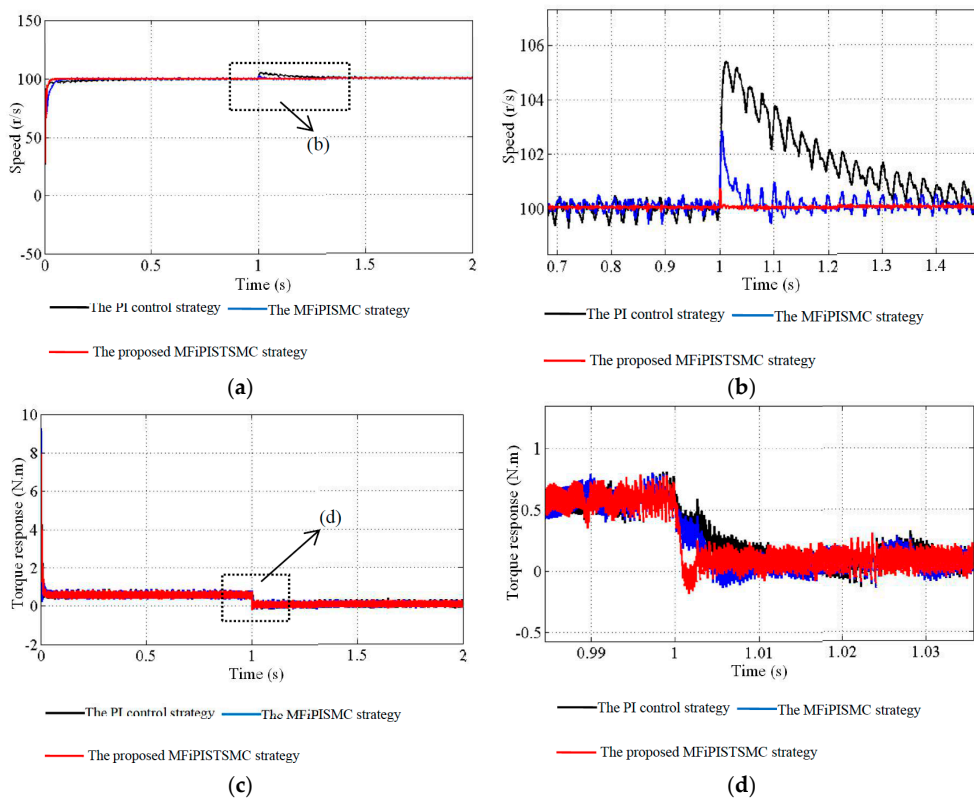 150
100
50
0
-50
0
0.5
1
1.5
2
Speed (r/s)
Time (s)
(b)
The PI control strategy
The MFiPISMC strategy
The proposed MFiPISTSMC strategy
(a)
106
104
102
100
0.7
0.8
0.9
1
1.1
1.2
1.3
1.4
Speed (r/s)
Time (s)
The PI control strategy
The MFiPISMC strategy
The proposed MFiPISTSMC strategy
(b)
10
8
6
4
2
0
-2
0
0.5
1
1.5
2
Torque response (N.m)
Time (s)
(d)
The PI control strategy
The MFiPISMC strategy
The proposed MFiPISTSMC strategy
(c)
1
0.5
0
-0.5
0.99
1
1.01
1.02
1.03
Torque response (N.m)
Time (s)
The PI control strategy
The MFiPISMC strategy
The proposed MFiPISTSMC strategy
(d)